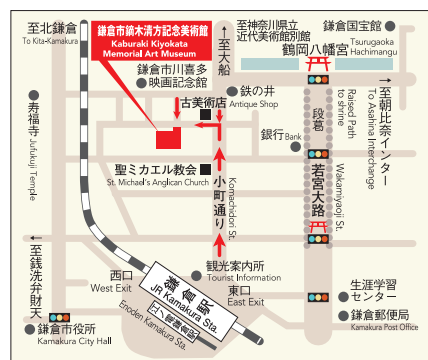 至北鎌倉
To Kita-Kamakura
鎌倉市鏑木清方記念美術館
Kaburaki Kiyokata
Memorial Art Museum
↑至大船
至神奈川県立
近代美術館別館
鎌倉国宝館
鶴岡八幡宮
Tsurugaoka
Hachimangu
鎌倉市川喜多
映画記念館
鉄の井
古美術店
Antique Shop
銀行 Bank
段葛
Raised Path
to shrine
→至朝比奈インター
To Asahina Interchange
寿福寺 Jufukuji Temple
聖ミカエル教会
St. Michael's Anglican Church
小町通り
Komachidori St.
若宮大路
Wakamiyaoji St.
←至銭洗弁財天
西口
West Exit
鎌倉駅
JR Kamakura Sta.
江ノ電鎌倉駅
Enoden Kamakura Sta.
観光案内所
Tourist Information
東口
East Exit
生涯学習
センター
鎌倉市役所
Kamakura City Hall
鎌倉郵便局
Kamakura Post Office